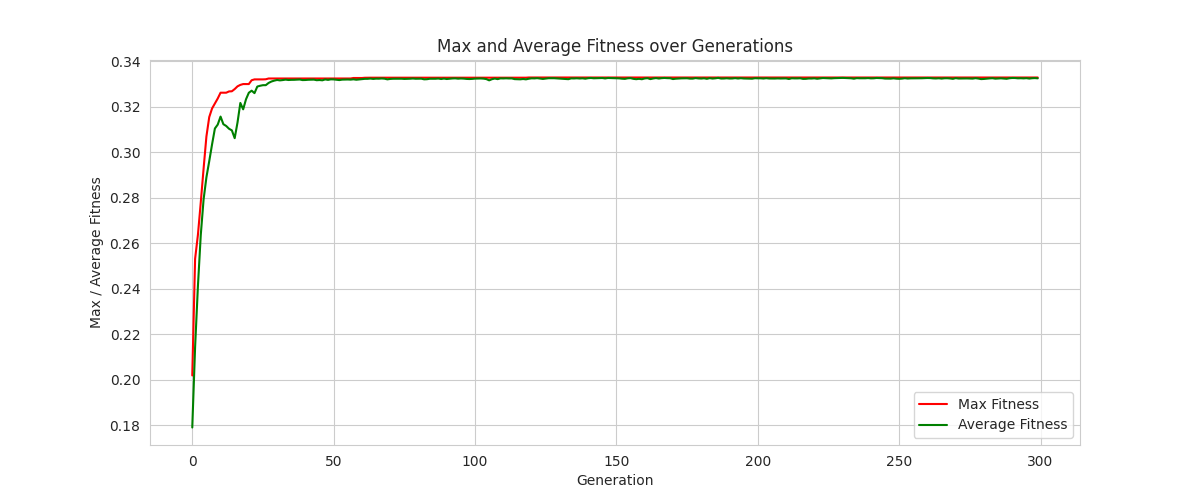 Max and Average Fitness over Generations
Max / Average Fitness
0.34
0.32
0.30
0.28
0.26
0.24
0.22
0.20
0.18
Max Fitness
Average Fitness
0 50 100 150 200 250 300
Generation